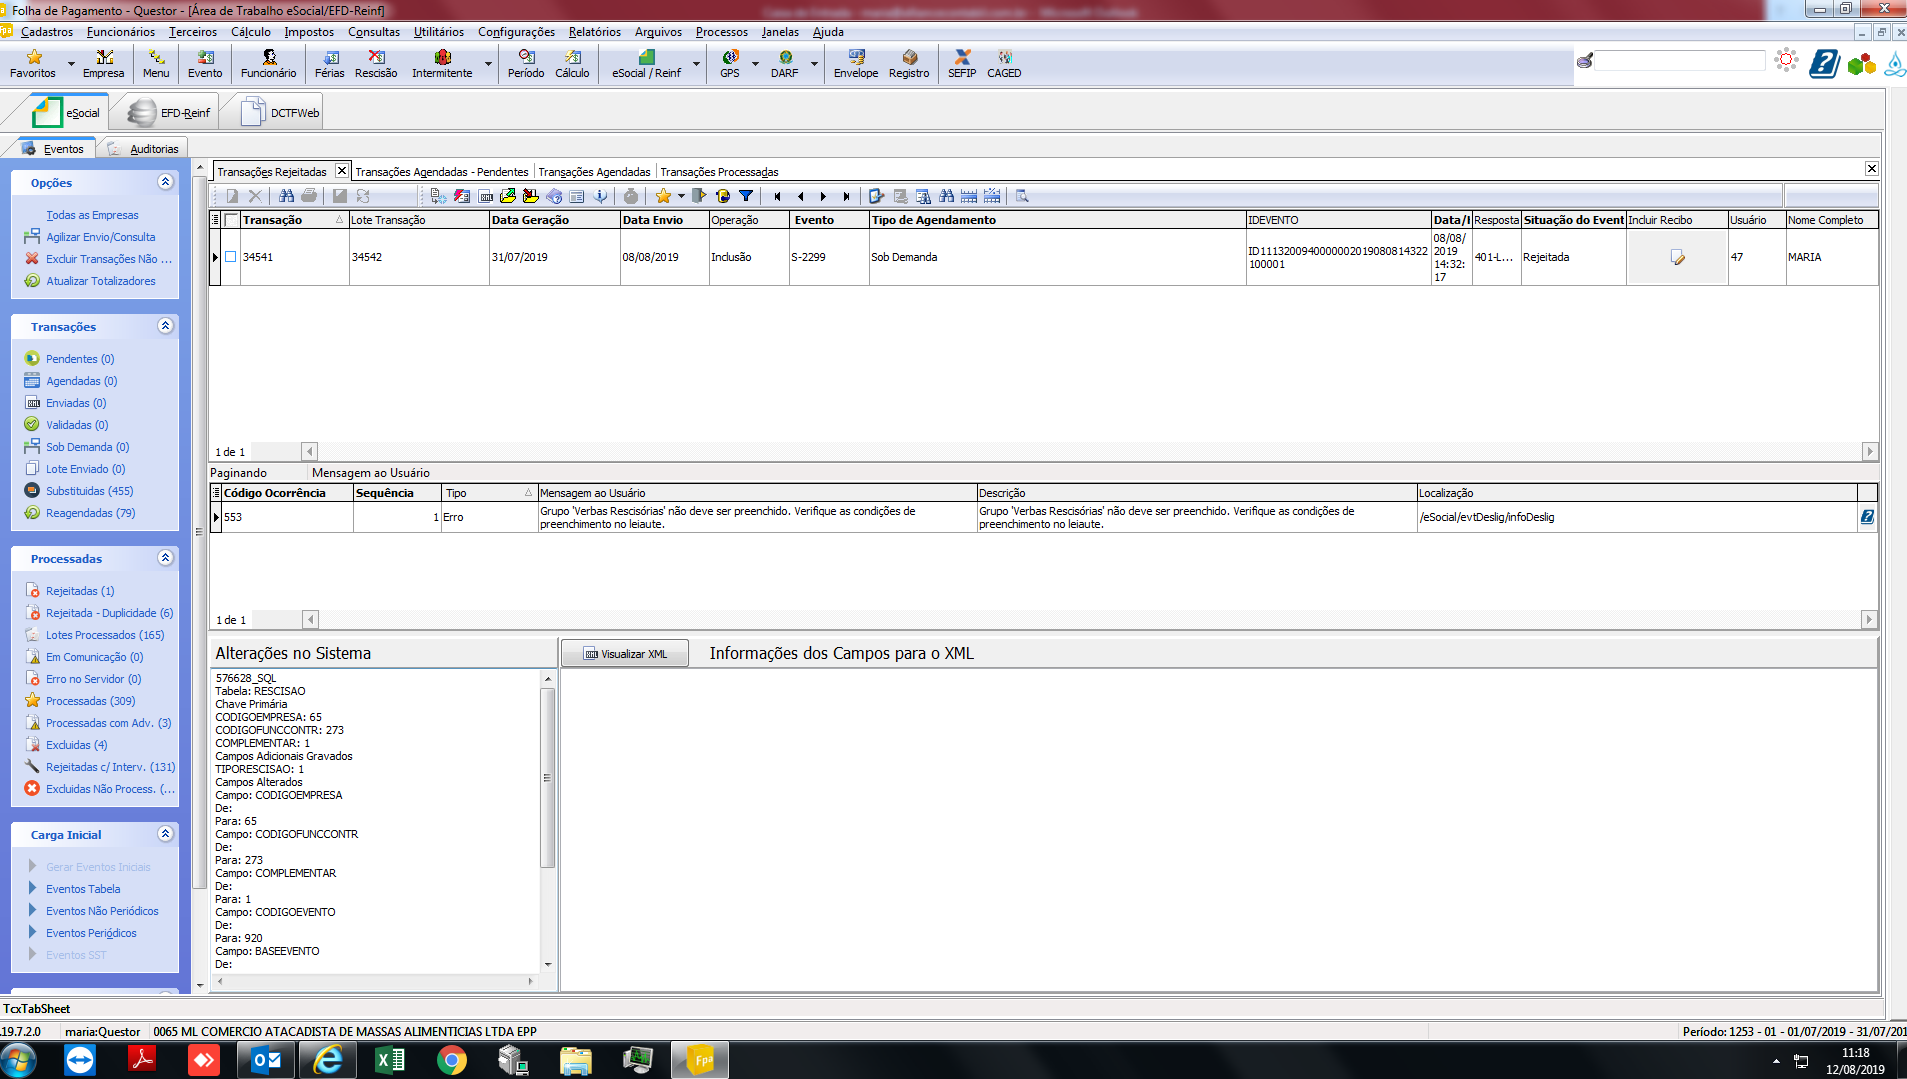 Folha de Pagamento - Questor - [Área de Trabalho eSocial/EFD-Reinf]
Cadastros Funcionários Terceiros Cálculo Impostos Consultas Utilitários Configurações Relatórios Arquivos Processos Janelas Ajuda
Favoritos Empresa Menu Evento Funcionário Férias Rescisão Intermitente Período Cálculo eSocial / Reinf GPS DARF Envelope Registro SEFIP CAGED
eSocial EFD-Reinf DCTFWeb
Eventos Auditorias
Opções
Todas as Empresas
Agilizar Envio/Consulta
Excluir Transações Não ...
Atualizar Totalizadores
Transações
Pendentes (0)
Agendadas (0)
Enviadas (0)
Validadas (0)
Sob Demanda (0)
Lote Enviado (0)
Substituidas (455)
Reagendadas (79)
Processadas
Rejeitadas (1)
Rejeitada - Duplicidade (6)
Lotes Processados (165)
Em Comunicação (0)
Erro no Servidor (0)
Processadas (309)
Processadas com Adv. (3)
Excluidas (4)
Rejeitadas c/ Interv. (131)
Excluidas Não Process. (...
Carga Inicial
Gerar Eventos Iniciais
Eventos Tabela
Eventos Não Periódicos
Eventos Periódicos
Eventos SST
Transações Rejeitadas Transações Agendadas - Pendentes Transações Agendadas Transações Processadas
Transação Lote Transação Data Geração Data Envio Operação Evento Tipo de Agendamento IDEVENTO Data/I Resposta Situação do Event Incluir Recibo Usuário Nome Completo
34541 34542 31/07/2019 08/08/2019 Inclusão S-2299 Sob Demanda ID1113200940000002019080814322
100001
08/08/
2019
14:32:
17
401-L... Rejeitada 47 MARIA
1 de 1
Paginando Mensagem ao Usuário
Código Ocorrência Sequência Tipo Mensagem ao Usuário Descrição Localização
553 1 Erro
Grupo 'Verbas Rescisórias' não deve ser preenchido. Verifique as condições de
preenchimento no leiaute.
Grupo 'Verbas Rescisórias' não deve ser preenchido. Verifique as condições de
preenchimento no leiaute.
/eSocial/evtDeslig/infoDeslig
1 de 1
Alterações no Sistema
Visualizar XML
Informações dos Campos para o XML
576628_SQL
Tabela: RESCISAO
Chave Primária
CODIGOEMPRESA: 65
CODIGOFUNCCONTR: 273
COMPLEMENTAR: 1
Campos Adicionais Gravados
TIPORESCISAO: 1
Campos Alterados
Campo: CODIGOEMPRESA
De:
Para: 65
Campo: CODIGOFUNCCONTR
De:
Para: 273
Campo: COMPLEMENTAR
De:
Para: 1
Campo: CODIGOEVENTO
De:
Para: 920
Campo: BASEEVENTO
De:
TcxTabSheet
.19.7.2.0 maria:Questor 0065 ML COMERCIO ATACADISTA DE MASSAS ALIMENTICIAS LTDA EPP
Período: 1253 - 01 - 01/07/2019 - 31/07/201
Fpa
11:18
12/08/2019